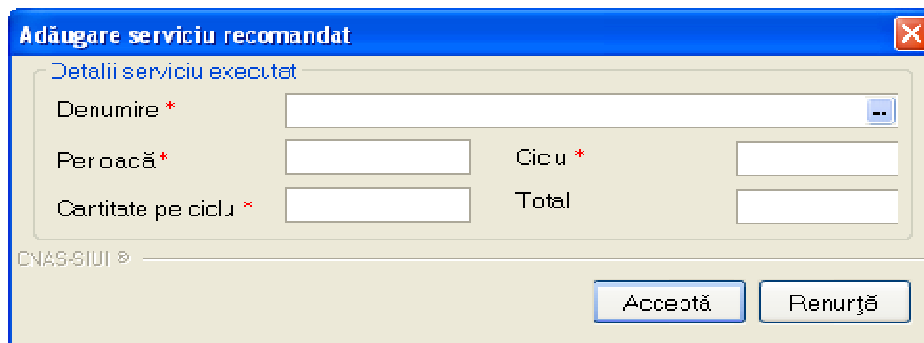 Adăugare serviciu recomandat
Detalii serviciu executat
Denumire *
...
Perioadă * Ciclu *
Cantitate pe ciclu * Total
CNAS-SIUI ®
Acceptă Renunţă